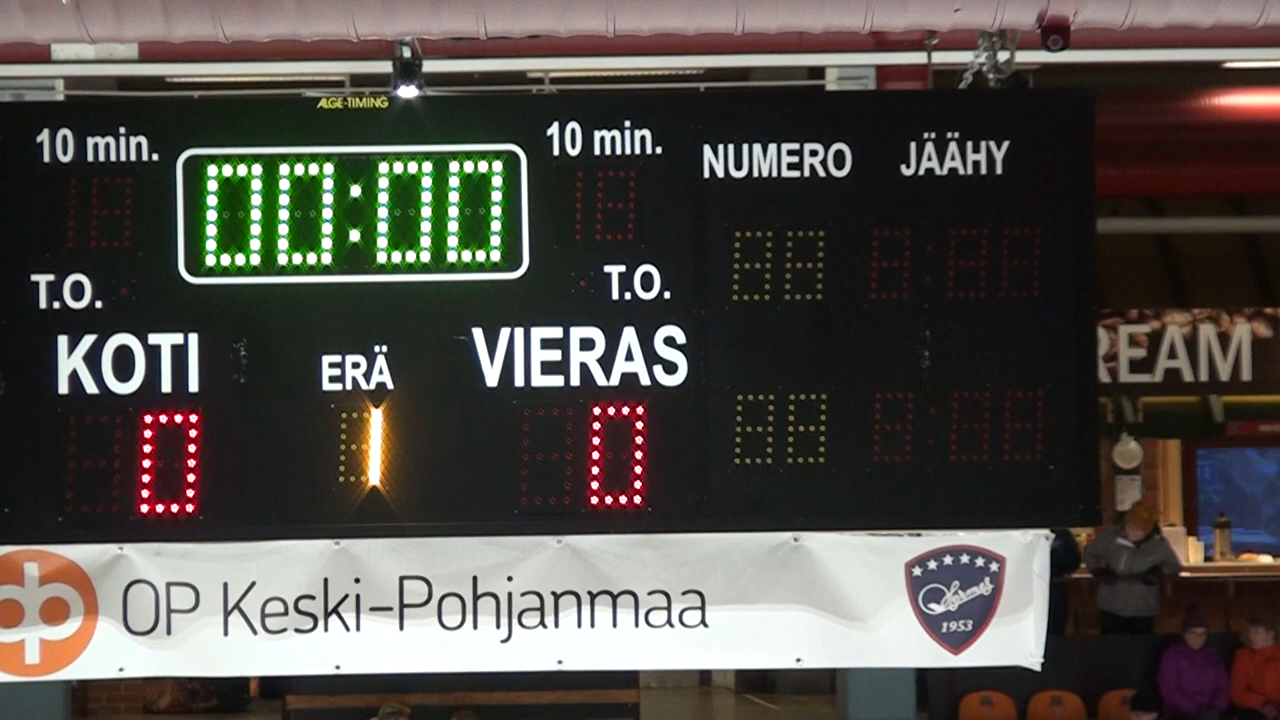 ALGE-TIMING
10 min. 00:00 10 min. NUMERO JÄÄHY
T.O. T.O.
KOTI ERÄ VIERAS
0 1 0
REAM
OP Keski-Pohjanmaa
Hermes
1953